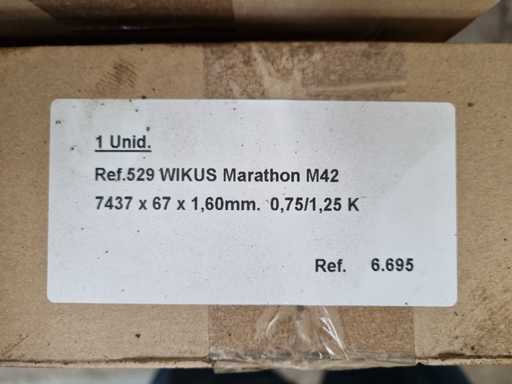 1 Unid.
Ref.529 WIKUS Marathon M42
7437 x 67 x 1,60mm. 0,75/1,25 K
Ref. 6.695